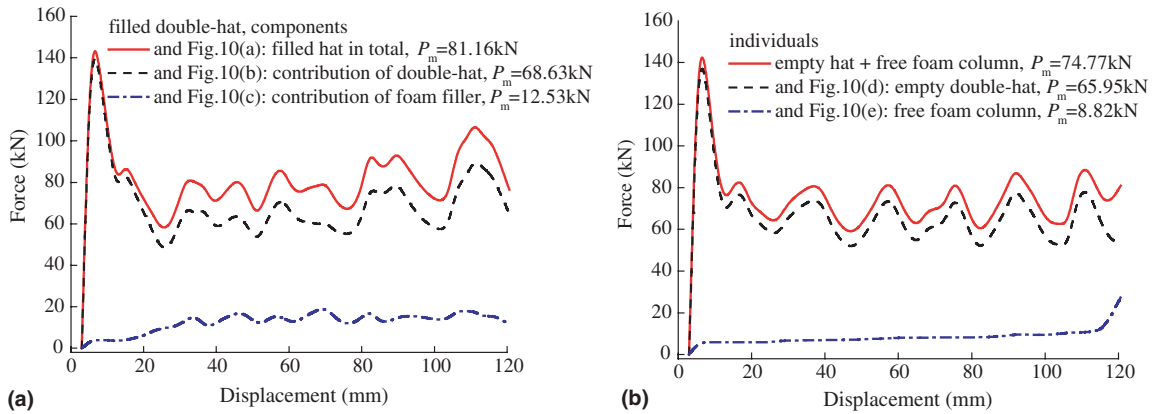 filled double-hat, components
and Fig.10(a): filled hat in total, Pm=81.16kN
and Fig.10(b): contribution of double-hat, Pm=68.63kN
and Fig.10(c): contribution of foam filler, Pm=12.53kN
160
140
120
100
80
60
40
20
0
Force (kN)
0 20 40 60 80 100 120
Displacement (mm)
(a)
individuals
empty hat + free foam column, Pm=74.77kN
and Fig.10(d): empty double-hat, Pm=65.95kN
and Fig.10(e): free foam column, Pm=8.82kN
160
140
120
100
80
60
40
20
0
Force (kN)
0 20 40 60 80 100 120
Displacement (mm)
(b)